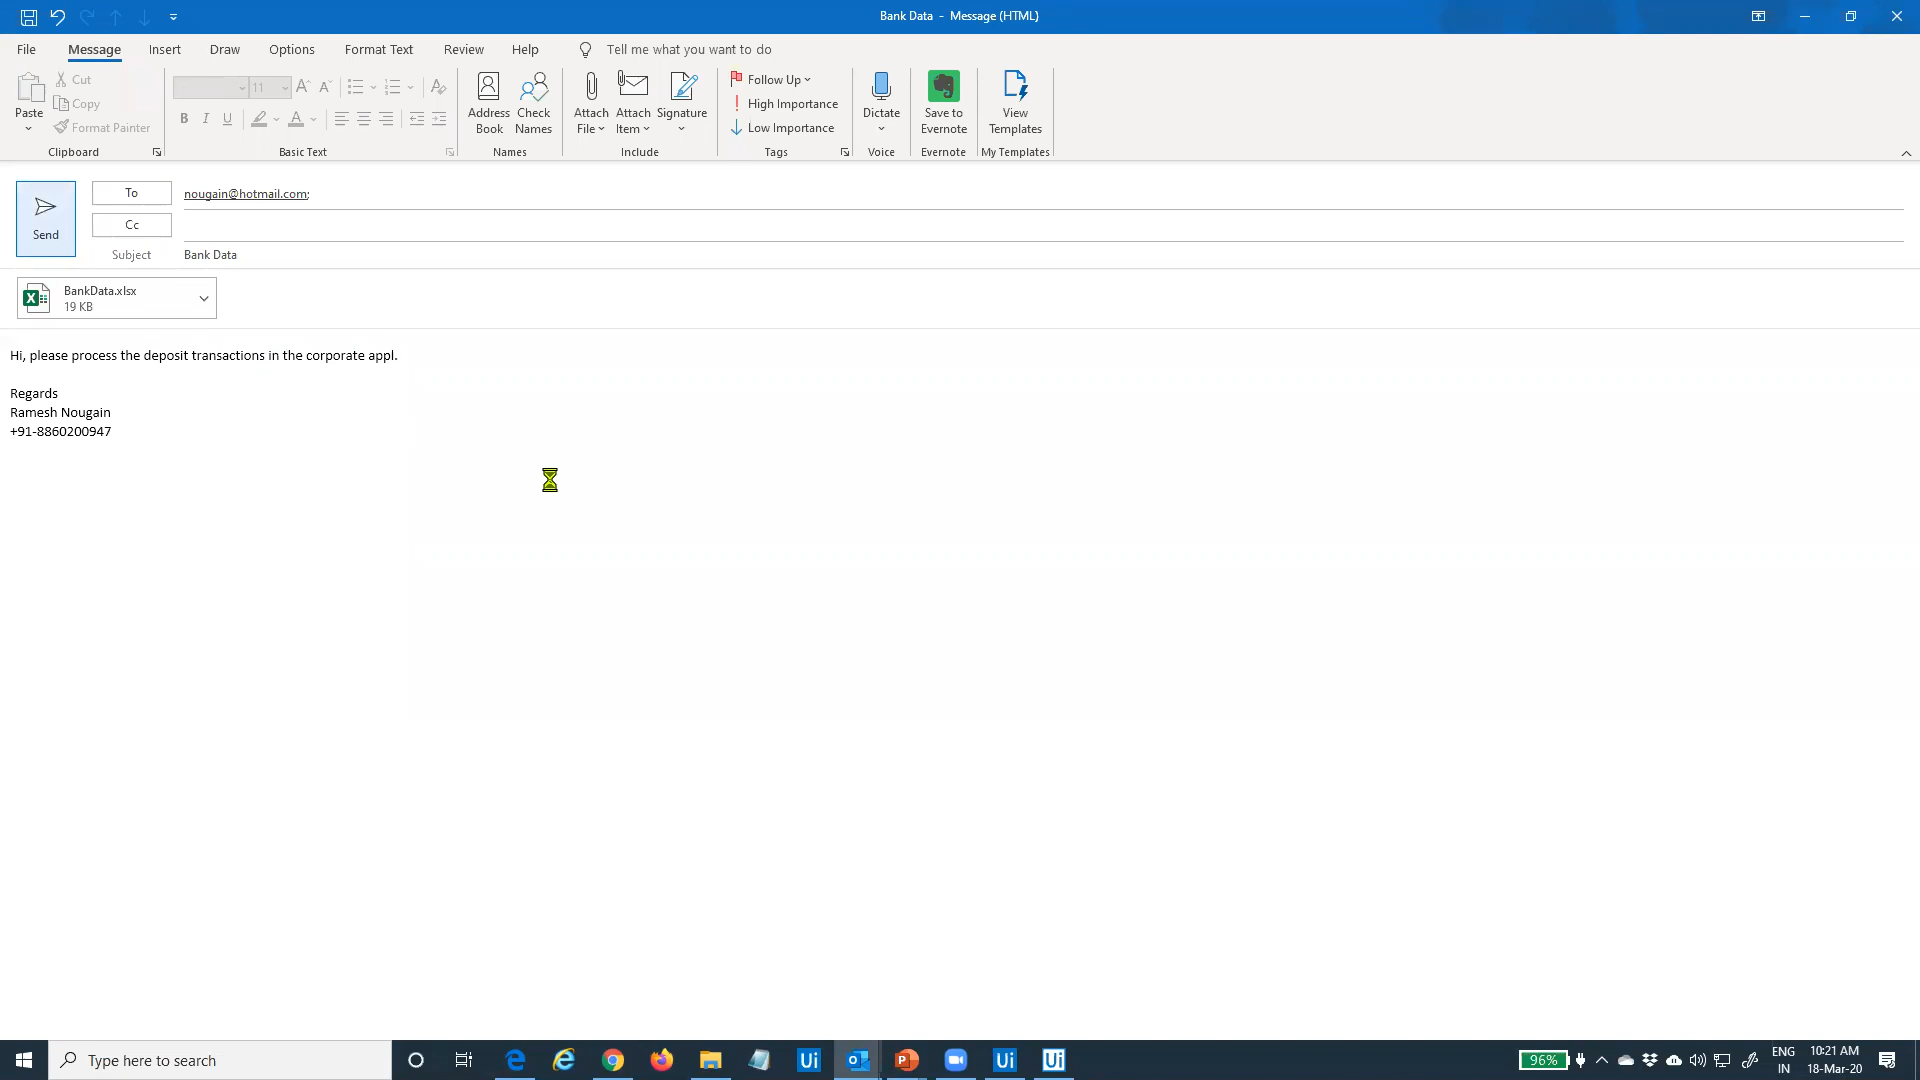 Bank Data - Message (HTML)
File Message Insert Draw Options Format Text Review Help Tell me what you want to do
Paste
Cut
Copy
Format Painter
Clipboard
11
B I U
Basic Text
Address Book
Check Names
Names
Attach File
Attach Item
Signature
Include
Follow Up
High Importance
Low Importance
Tags
Dictate
Voice
Save to Evernote
Evernote
View Templates
My Templates
Send
To
nougain@hotmail.com;
Cc
Subject
Bank Data
BankData.xlsx
19 KB
Hi, please process the deposit transactions in the corporate appl.
Regards
Ramesh Nougain
+91-8860200947
Type here to search
96%
ENG
IN
10:21 AM
18-Mar-20